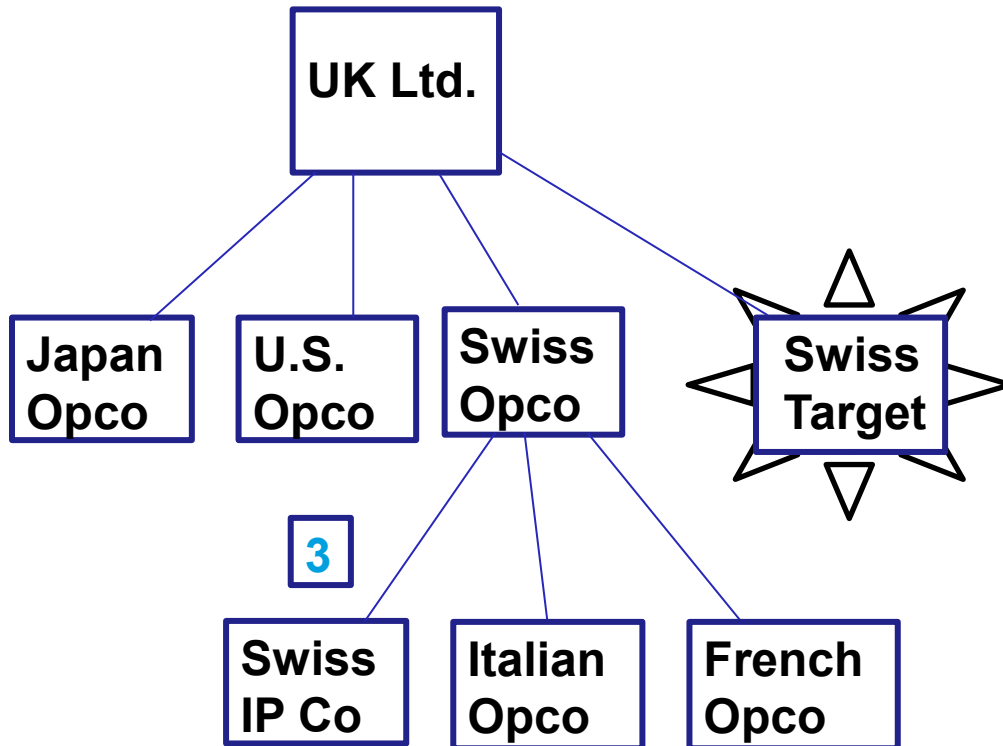 UK Ltd.
Japan
Opco
U.S.
Opco
Swiss
Opco
Swiss
Target
3
Swiss
IP Co
Italian
Opco
French
Opco